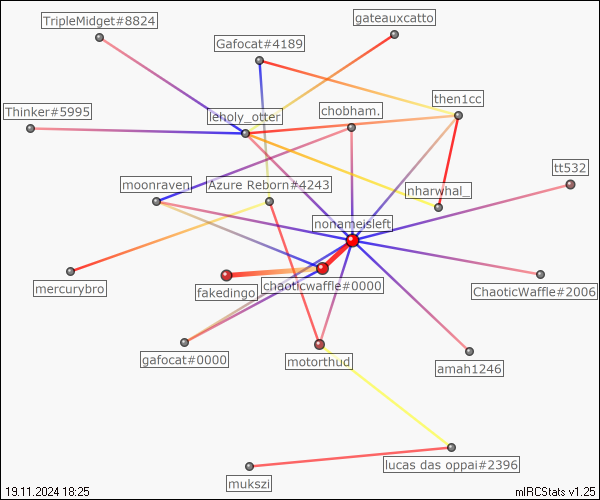 TripleMidget#8824
gateauxcatto
Gafocat#4189
then1cc
Thinker#5995
leholy_otter
chobham.
tt532
moonraven
Azure Reborn#4243
nharwhal_
nonameisleft
mercurybro
fakedingo
chaoticwaffle#0000
ChaoticWaffle#2006
gafocat#0000
motorthud
amah1246
lucas das oppai#2396
mukszi
19.11.2024 18:25
mIRCStats v1.25